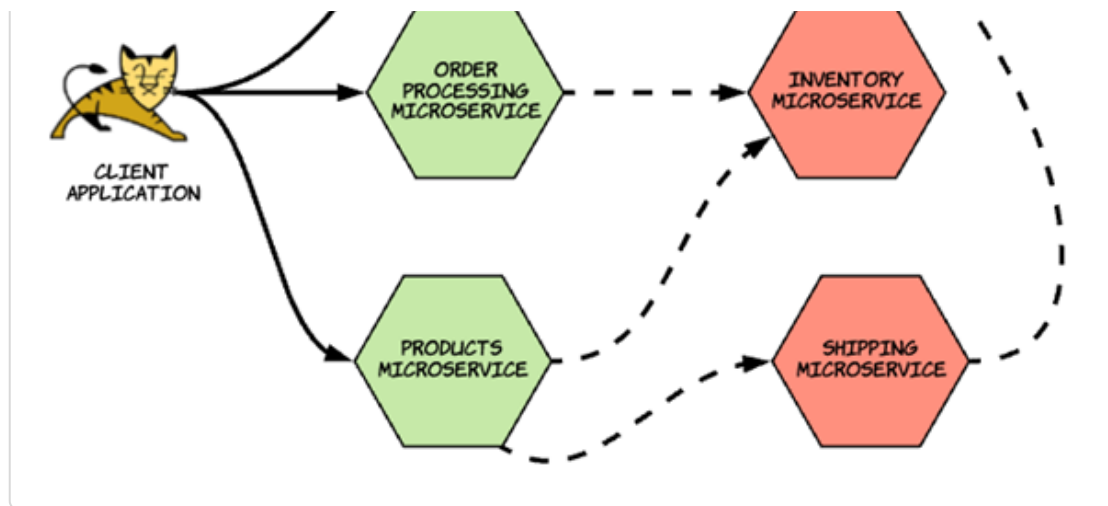 ORDER
PROCESSING
MICROSERVICE
INVENTORY
MICROSERVICE
CLIENT
APPLICATION
PRODUCTS
MICROSERVICE
SHIPPING
MICROSERVICE